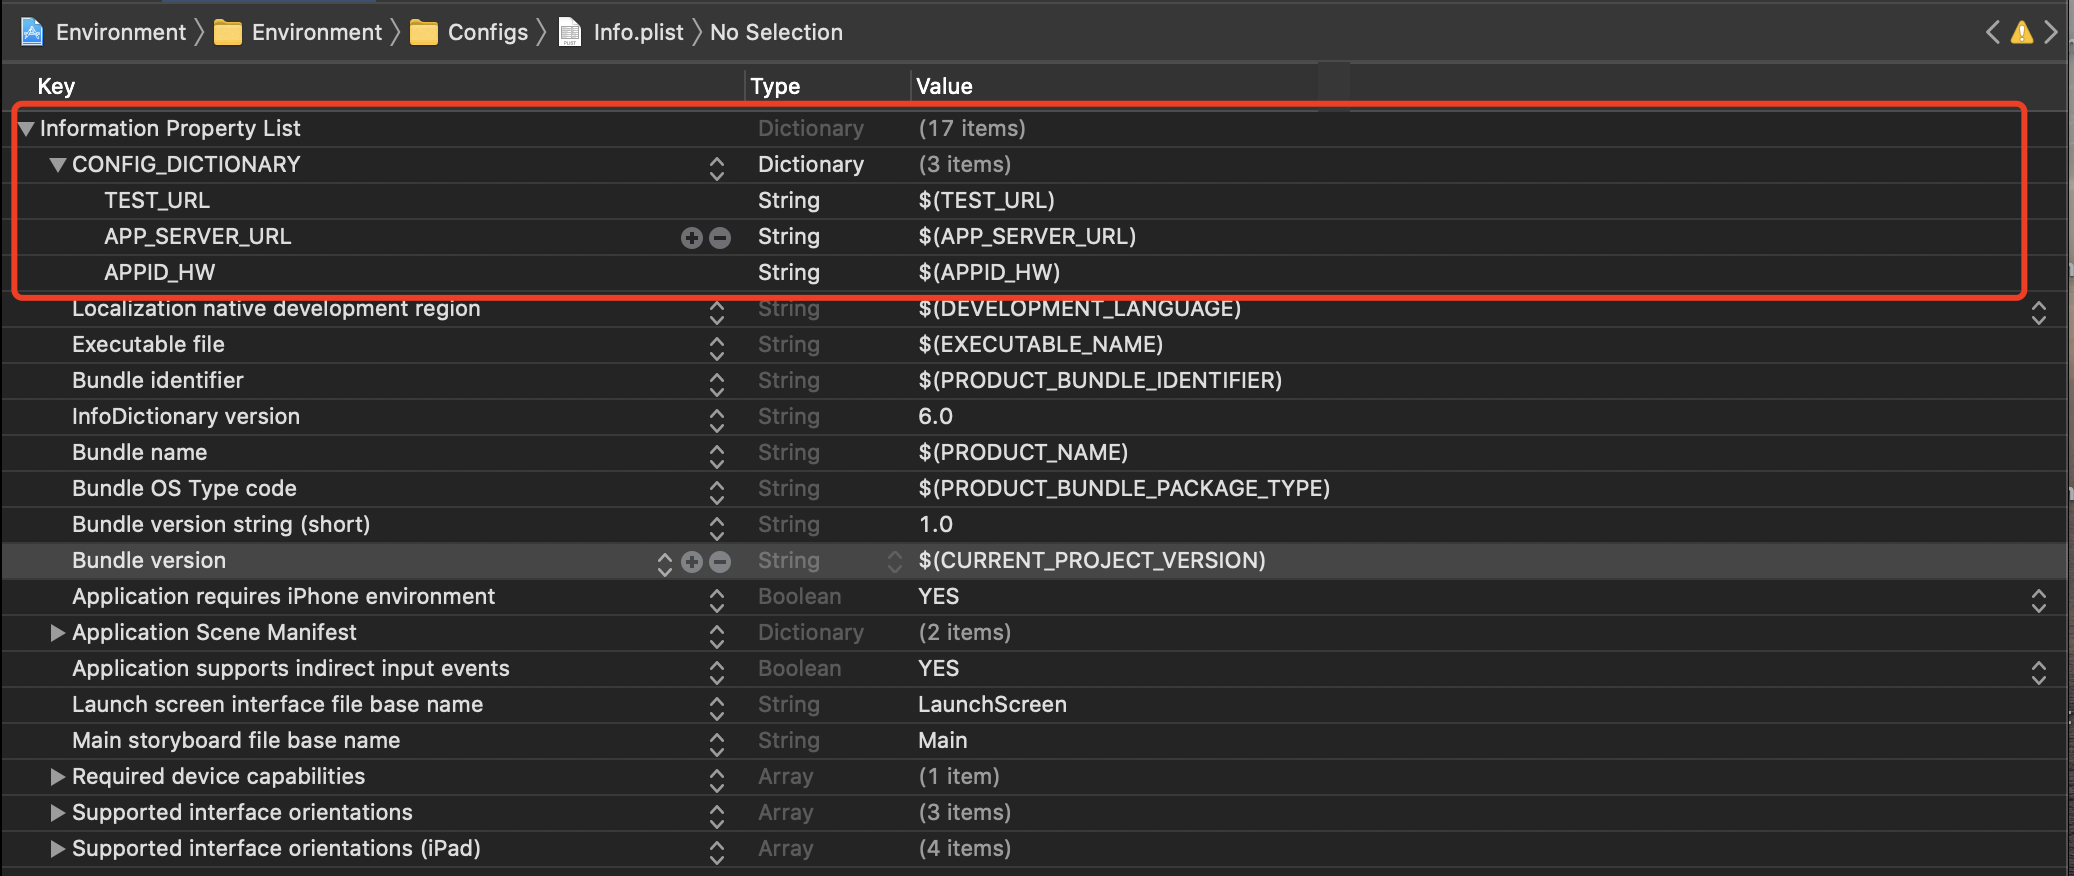 Environment Environment Configs Info.plist No Selection
Key Type Value
Information Property List Dictionary (17 items)
CONFIG_DICTIONARY Dictionary (3 items)
TEST_URL String $(TEST_URL)
APP_SERVER_URL String $(APP_SERVER_URL)
APPID_HW String $(APPID_HW)
Localization native development region String $(DEVELOPMENT_LANGUAGE)
Executable file String $(EXECUTABLE_NAME)
Bundle identifier String $(PRODUCT_BUNDLE_IDENTIFIER)
InfoDictionary version String 6.0
Bundle name String $(PRODUCT_NAME)
Bundle OS Type code String $(PRODUCT_BUNDLE_PACKAGE_TYPE)
Bundle version string (short) String 1.0
Bundle version String $(CURRENT_PROJECT_VERSION)
Application requires iPhone environment Boolean YES
Application Scene Manifest Dictionary (2 items)
Application supports indirect input events Boolean YES
Launch screen interface file base name String LaunchScreen
Main storyboard file base name String Main
Required device capabilities Array (1 item)
Supported interface orientations Array (3 items)
Supported interface orientations (iPad) Array (4 items)